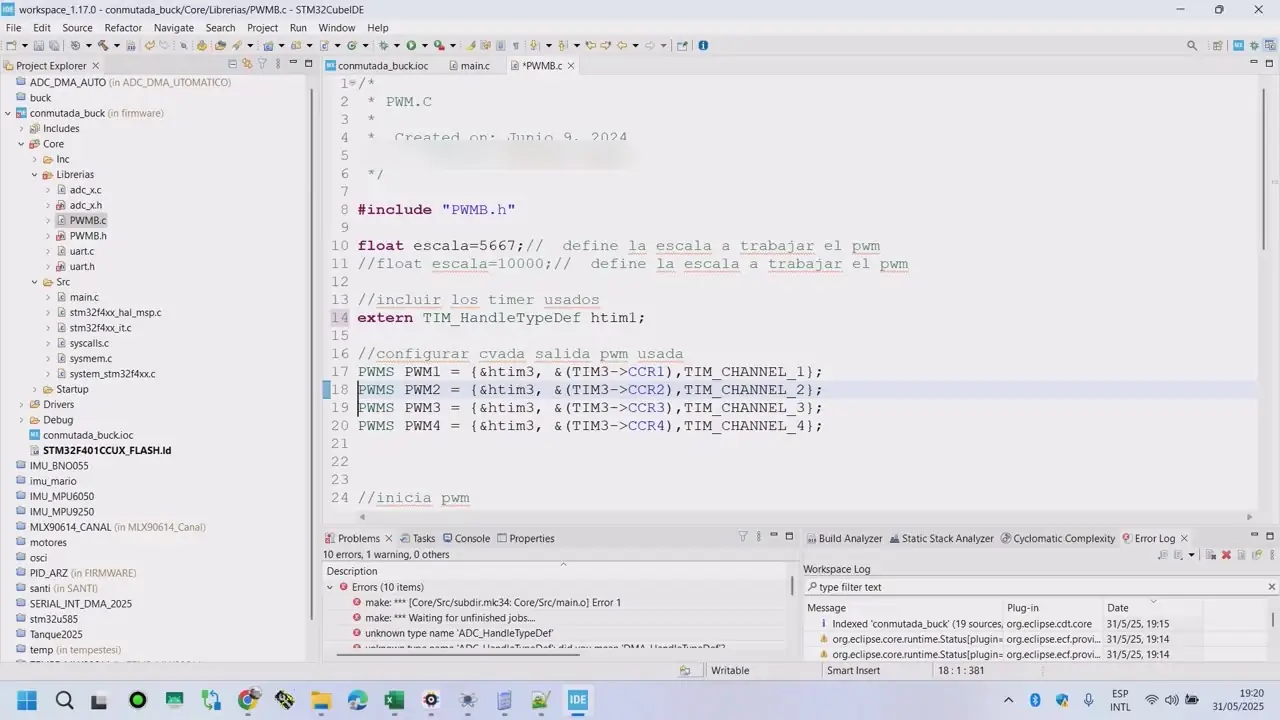 workspace_1.17.0 - conmutada_buck/Core/Librerias/PWMB.c - STM32CubeIDE
File Edit Source Refactor Navigate Search Project Run Window Help
Project Explorer
conmutada_buck.ioc
main.c
*PWMB.c
ADC_DMA_AUTO (in ADC_DMA_UTOMATICO)
buck
conmutada_buck (in firmware)
Includes
Core
Inc
Librerias
adc_x.c
adc_x.h
PWMB.c
PWMB.h
uart.c
uart.h
Src
main.c
stm32f4xx_hal_msp.c
stm32f4xx_it.c
syscalls.c
sysmem.c
system_stm32f4xx.c
Startup
Drivers
Debug
conmutada_buck.ioc
STM32F401CCUX_FLASH.ld
IMU_BNO055
imu_mario
IMU_MPU6050
IMU_MPU9250
MLX90614_CANAL (in MLX90614_Canal)
motores
osci
PID_ARZ (in FIRMWARE)
santi (in SANTI)
SERIAL_INT_DMA_2025
stm32u585
Tanque2025
temp (in tempestesi)
1 /*
2 * PWM.C
3 *
4 * Created on: Junio 9, 2024
5
6 */
7
8 #include "PWMB.h"
9
10 float escala=5667;// define la escala a trabajar el pwm
11 //float escala=10000;// define la escala a trabajar el pwm
12
13 //incluir los timer usados
14 extern TIM_HandleTypeDef htim1;
15
16 //configurar cvada salida pwm usada
17 PWMS PWM1 = {&htim3, &(TIM3->CCR1),TIM_CHANNEL_1};
18 PWMS PWM2 = {&htim3, &(TIM3->CCR2),TIM_CHANNEL_2};
19 PWMS PWM3 = {&htim3, &(TIM3->CCR3),TIM_CHANNEL_3};
20 PWMS PWM4 = {&htim3, &(TIM3->CCR4),TIM_CHANNEL_4};
21
22
23
24 //inicia pwm
Problems Tasks Console Properties
10 errors, 1 warning, 0 others
Description
Errors (10 items)
make: *** [Core/Src/subdir.mk:34: Core/Src/main.o] Error 1
make: *** Waiting for unfinished jobs....
unknown type name 'ADC_HandleTypeDef'
unknown type name 'ADC_HandleTypeDef'; did you mean 'DMA_HandleTypeDef'?
Build Analyzer Static Stack Analyzer Cyclomatic Complexity Error Log
Workspace Log
type filter text
Message Plug-in Date
Indexed 'conmutada_buck' (19 sources, org.eclipse.cdt.core 31/5/25, 19:15
org.eclipse.core.runtime.Status[plugin= org.eclipse.ecf.provi... 31/5/25, 19:14
org.eclipse.core.runtime.Status[plugin= org.eclipse.ecf.provi... 31/5/25, 19:14
Writable Smart Insert 18 : 1 : 381
IDE
ESP
INTL
19:20
31/05/2025